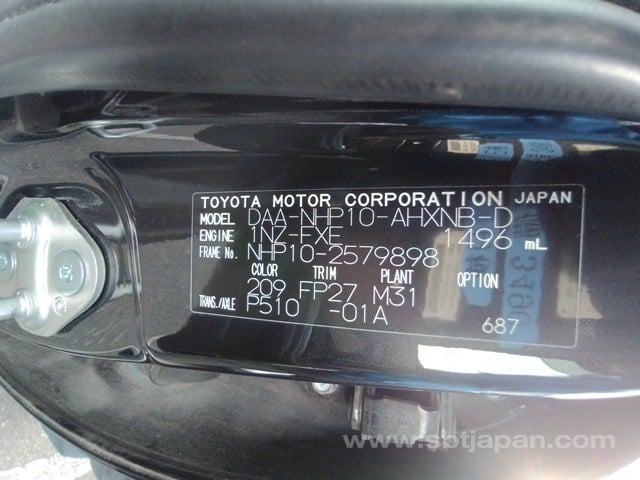 TOYOTA MOTOR CORPORATION JAPAN
MODEL DAA-NHP10-AHXNB-D
ENGINE 1NZ-FXE 1496 mL
FRAME No. NHP10-2579898
COLOR TRIM PLANT OPTION
209 FP27 M31
TRANS./AXLE P510 -01A
687
www.sbtjapan.com